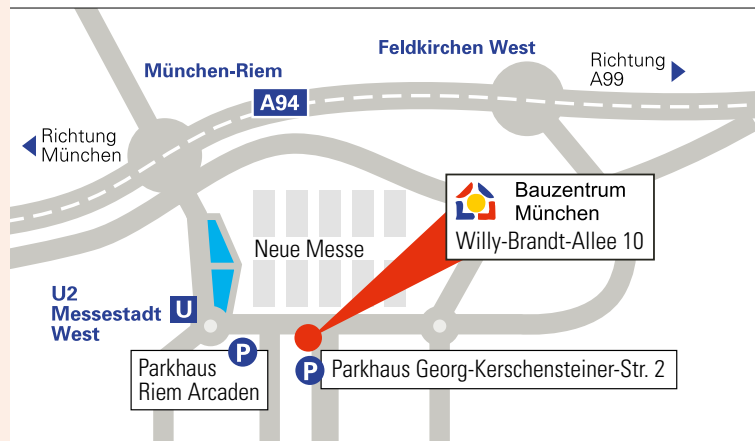 Feldkirchen West
München-Riem
Richtung
A99
A94
Richtung
München
Bauzentrum
München
Willy-Brandt-Allee 10
Neue Messe
U2
Messestadt
West
U
P
Parkhaus
Riem Arcaden
P
Parkhaus Georg-Kerschensteiner-Str. 2